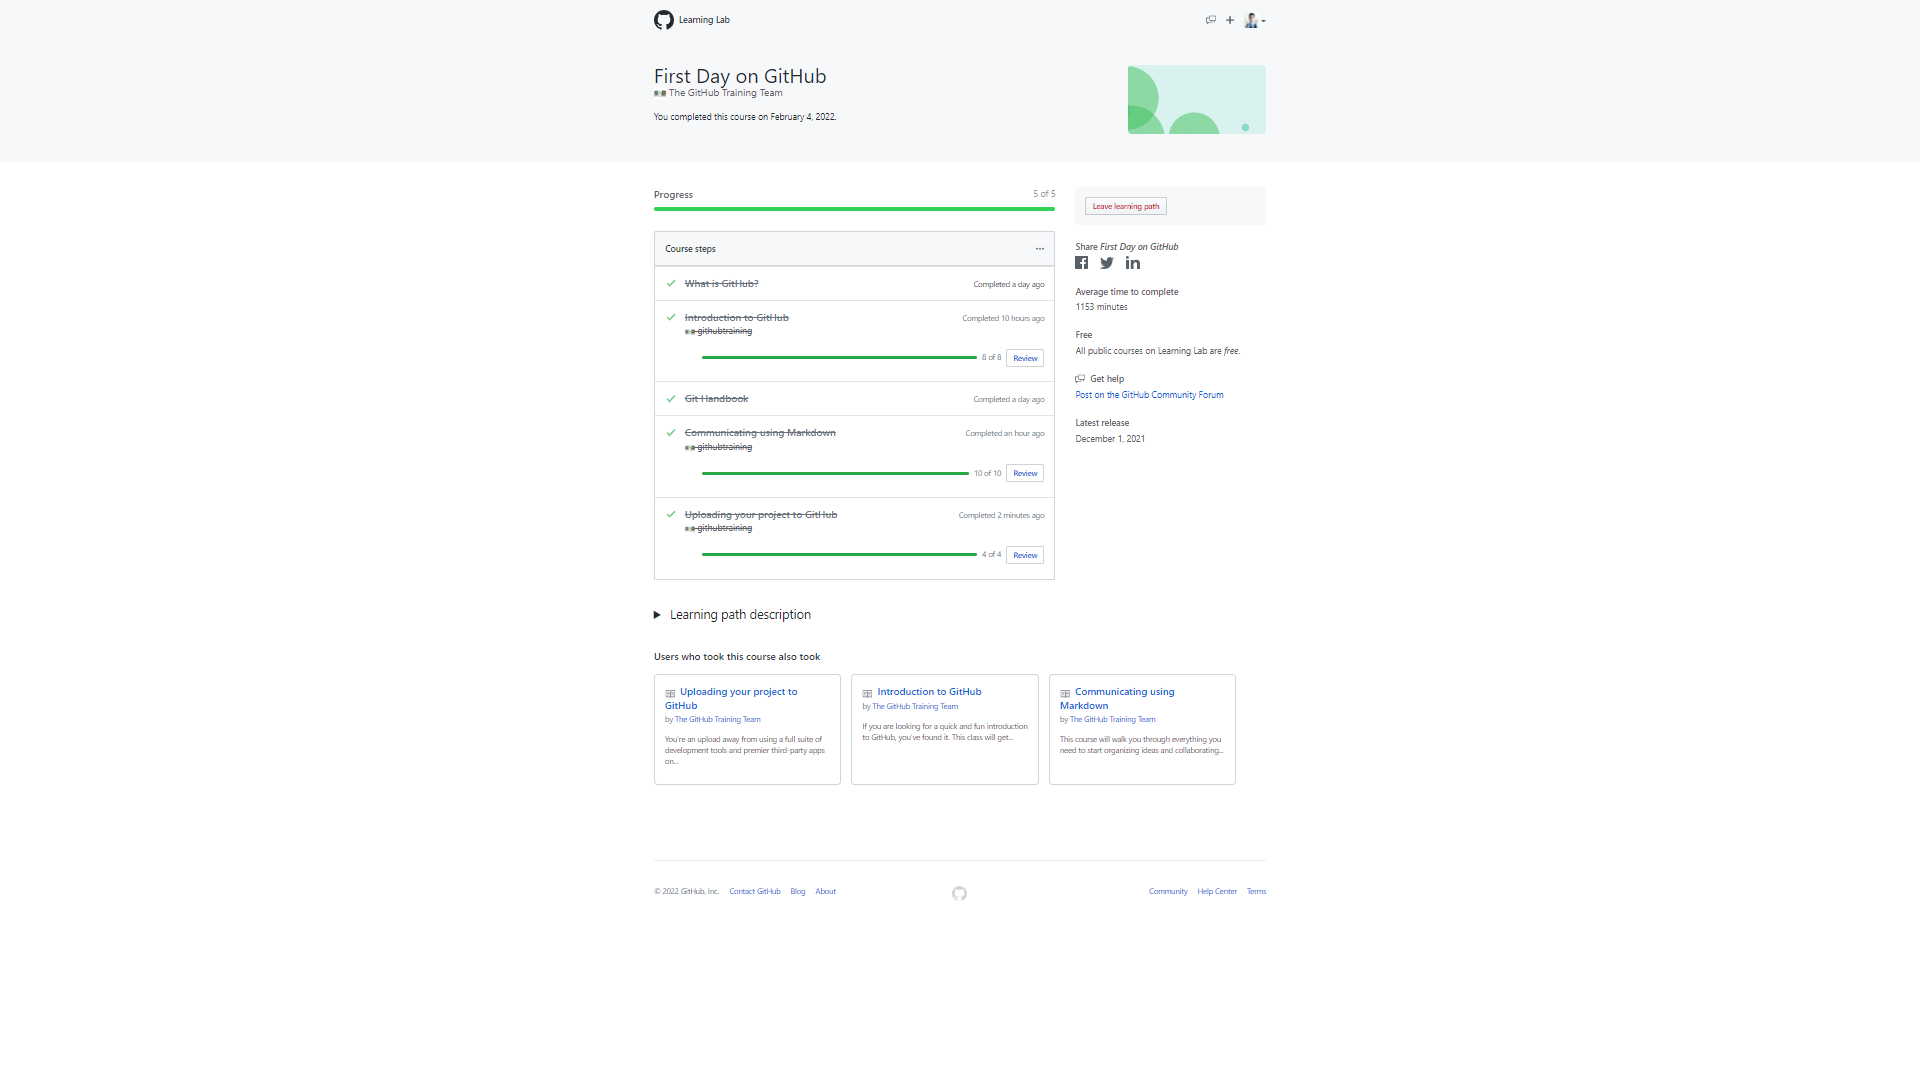 Learning Lab
First Day on GitHub
The GitHub Training Team
You completed this course on February 4, 2022.
Progress
5 of 5
Course steps
What is GitHub?
Completed a day ago
Introduction to GitHub
Completed 10 hours ago
githubtraining
8 of 8
Review
Git Handbook
Completed a day ago
Communicating using Markdown
Completed an hour ago
githubtraining
10 of 10
Review
Uploading your project to GitHub
Completed 2 minutes ago
githubtraining
4 of 4
Review
Leave learning path
Share First Day on GitHub
Average time to complete
1153 minutes
Free
All public courses on Learning Lab are free.
Get help
Post on the GitHub Community Forum
Latest release
December 1, 2021
Learning path description
Users who took this course also took
Uploading your project to
GitHub
by The GitHub Training Team
You're an upload away from using a full suite of
development tools and premier third-party apps
on...
Introduction to GitHub
by The GitHub Training Team
If you are looking for a quick and fun introduction
to GitHub, you've found it. This class will get...
Communicating using
Markdown
by The GitHub Training Team
This course will walk you through everything you
need to start organizing ideas and collaborating...
© 2022 GitHub, Inc. Contact GitHub Blog About
Community Help Center Terms